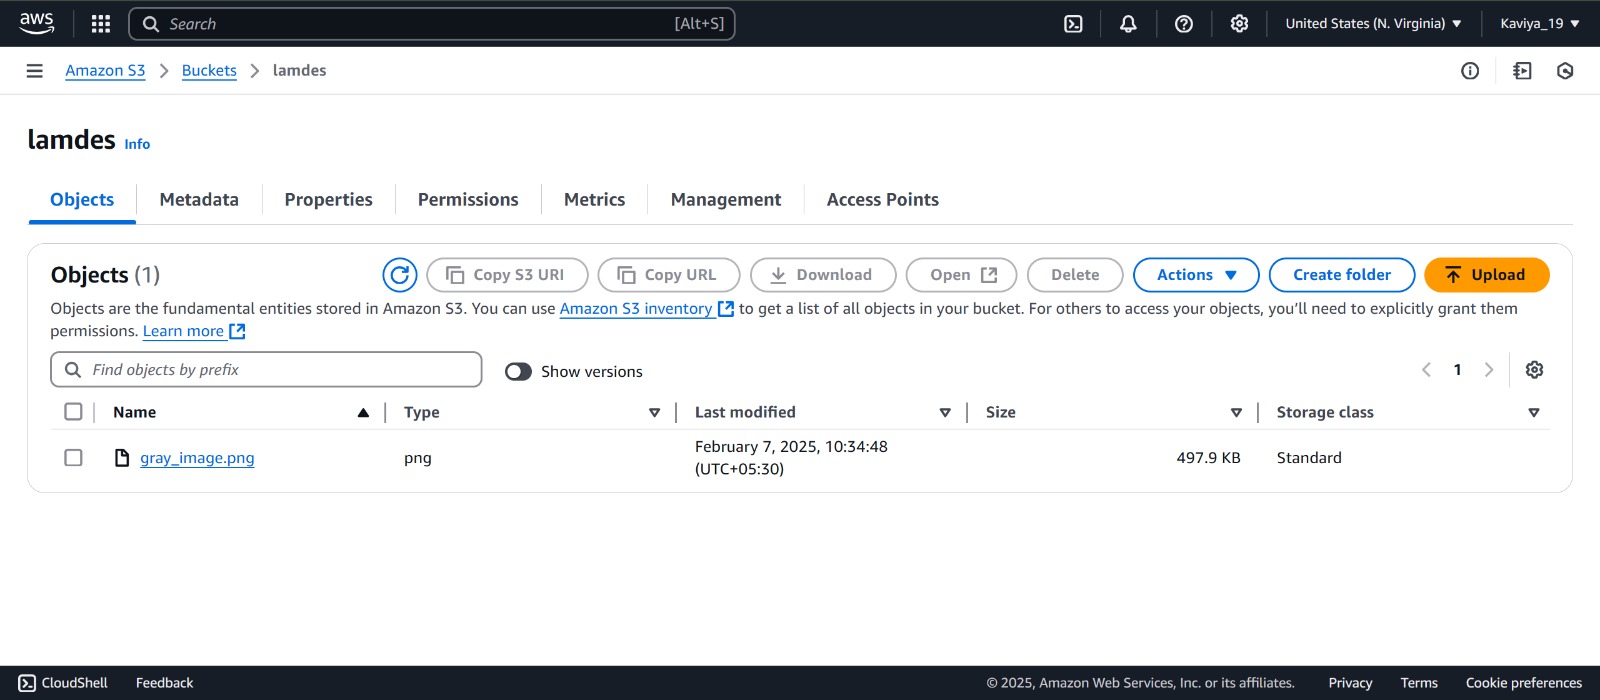 aws
Search [Alt+S]
United States (N. Virginia)
Kaviya_19
Amazon S3
Buckets
lamdes
lamdes Info
Objects
Metadata
Properties
Permissions
Metrics
Management
Access Points
Objects (1)
Copy S3 URI
Copy URL
Download
Open
Delete
Actions
Create folder
Upload
Objects are the fundamental entities stored in Amazon S3. You can use Amazon S3 inventory to get a list of all objects in your bucket. For others to access your objects, you'll need to explicitly grant them
permissions. Learn more
Find objects by prefix
Show versions
1
Name
Type
Last modified
Size
Storage class
gray_image.png
png
February 7, 2025, 10:34:48
(UTC+05:30)
497.9 KB
Standard
CloudShell
Feedback
© 2025, Amazon Web Services, Inc. or its affiliates.
Privacy
Terms
Cookie preferences